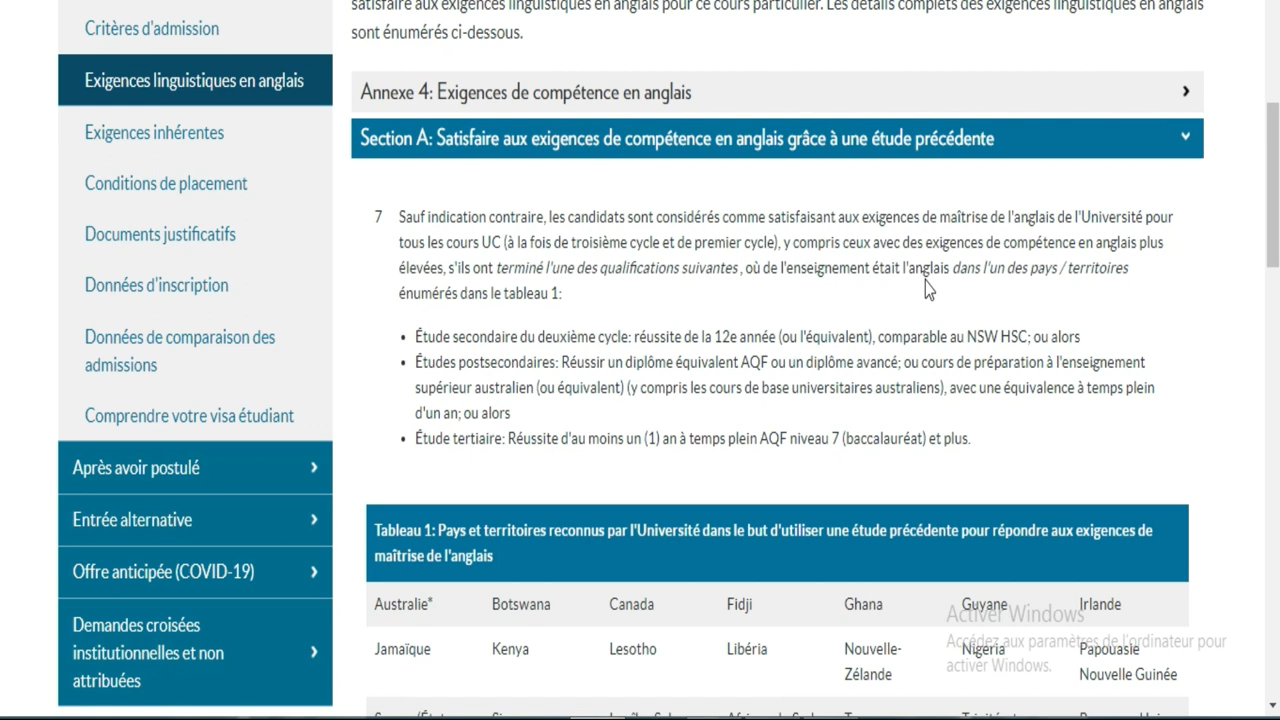 satisfaire aux exigences linguistiques en anglais pour ce cours particulier. Les détails complets des exigences linguistiques en anglais
sont énumérés ci-dessous.
Critères d'admission
Exigences linguistiques en anglais
Exigences inhérentes
Conditions de placement
Documents justificatifs
Données d'inscription
Données de comparaison des
admissions
Comprendre votre visa étudiant
Après avoir postulé
Entrée alternative
Offre anticipée (COVID-19)
Demandes croisées
institutionnelles et non
attribuées
Annexe 4: Exigences de compétence en anglais
Section A: Satisfaire aux exigences de compétence en anglais grâce à une étude précédente
7 Sauf indication contraire, les candidats sont considérés comme satisfaisant aux exigences de maîtrise de l'anglais de l'Université pour
tous les cours UC (à la fois de troisième cycle et de premier cycle), y compris ceux avec des exigences de compétence en anglais plus
élevées, s'ils ont terminé l'une des qualifications suivantes , où de l'enseignement était l'anglais dans l'un des pays / territoires
énumérés dans le tableau 1:
• Étude secondaire du deuxième cycle: réussite de la 12e année (ou l'équivalent), comparable au NSW HSC; ou alors
• Études postsecondaires: Réussir un diplôme équivalent AQF ou un diplôme avancé; ou cours de préparation à l'enseignement
supérieur australien (ou équivalent) (y compris les cours de base universitaires australiens), avec une équivalence à temps plein
d'un an; ou alors
• Étude tertiaire: Réussite d'au moins un (1) an à temps plein AQF niveau 7 (baccalauréat) et plus.
Tableau 1: Pays et territoires reconnus par l'Université dans le but d'utiliser une étude précédente pour répondre aux exigences de
maîtrise de l'anglais
Australie* Botswana Canada Fidji Ghana Guyane Irlande
Jamaïque Kenya Lesotho Libéria Nouvelle-
Zélande Nigeria Papouasie
Nouvelle Guinée
Activer Windows
Accédez aux paramètres de l'ordinateur pour
activer Windows.